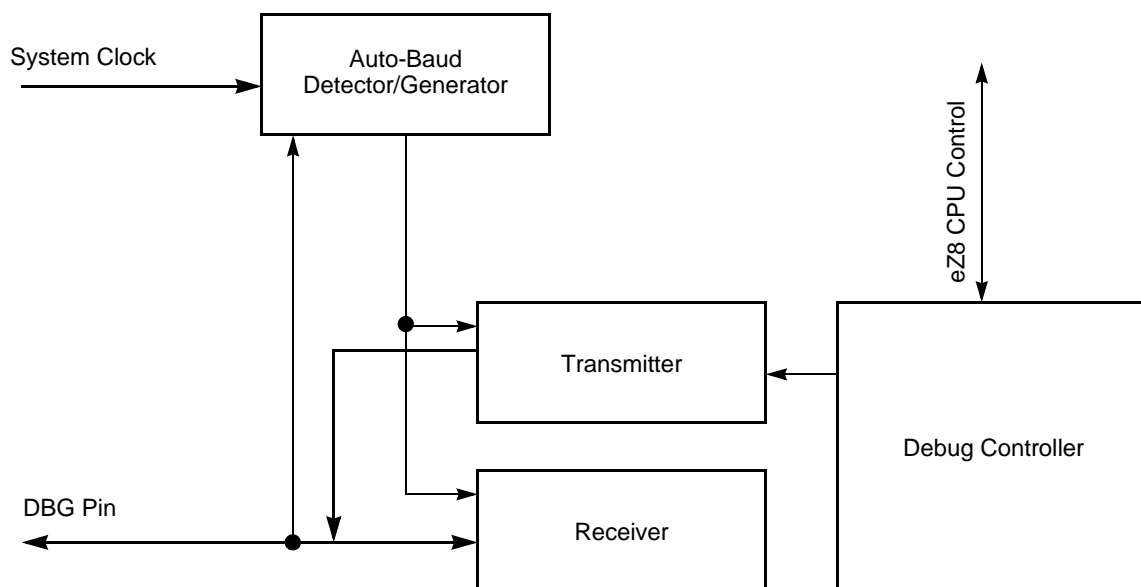 System Clock
Auto-Baud
Detector/Generator
eZ8 CPU Control
Transmitter
Debug Controller
DBG Pin
Receiver